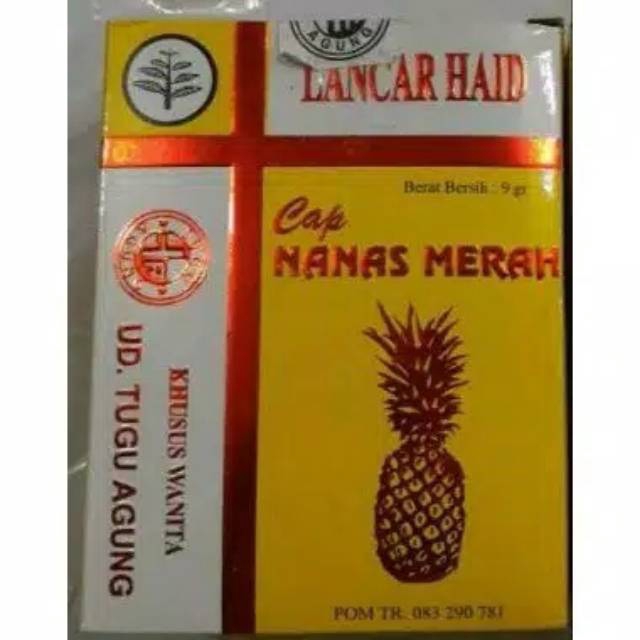 AGUNG
LANCAR HAID
Berat Bersih : 9 gr
Cap
NANAS MERAH
KHUSUS WANITA
UD. TUGU AGUNG
POM TR. 083 290 781